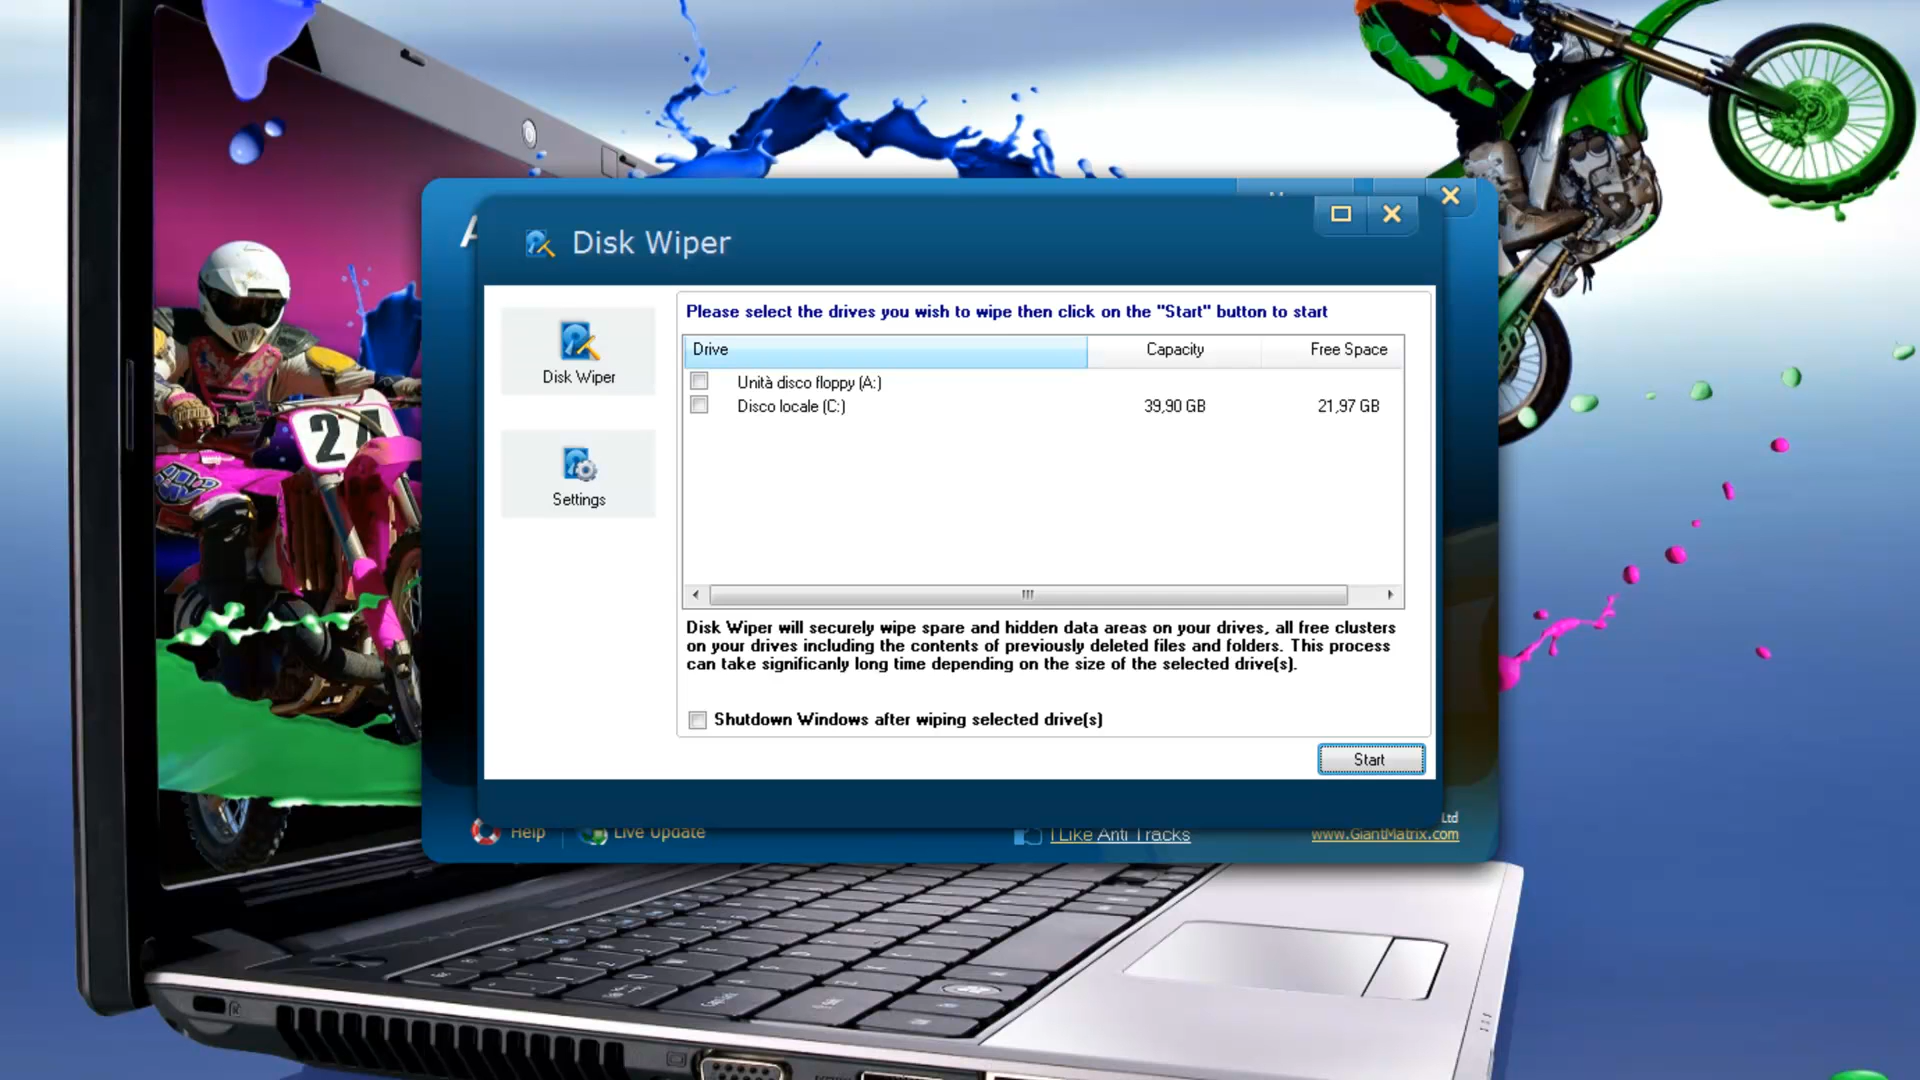 Disk Wiper
Disk Wiper
Settings
Please select the drives you wish to wipe then click on the "Start" button to start
Drive Capacity Free Space
Unità disco floppy (A:)
Disco locale (C:) 39,90 GB 21,97 GB
Disk Wiper will securely wipe spare and hidden data areas on your drives, all free clusters
on your drives including the contents of previously deleted files and folders. This process
can take significanly long time depending on the size of the selected drive(s).
Shutdown Windows after wiping selected drive(s)
Start
Ltd
Help Live Update I Like Anti Tracks www.GiantMatrix.com